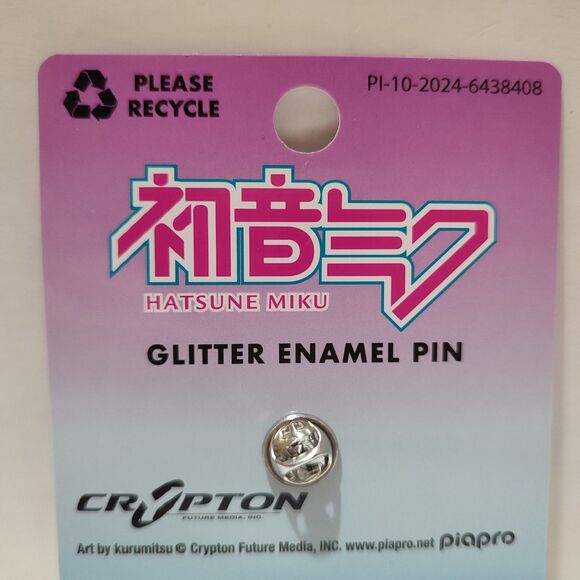 PLEASE
RECYCLE
PI-10-2024-6438408
初音ミク
HATSUNE MIKU
GLITTER ENAMEL PIN
CRYPTON
FUTURE MEDIA, INC.
Art by kurumitsu © Crypton Future Media, INC. www.piapro.net piapro